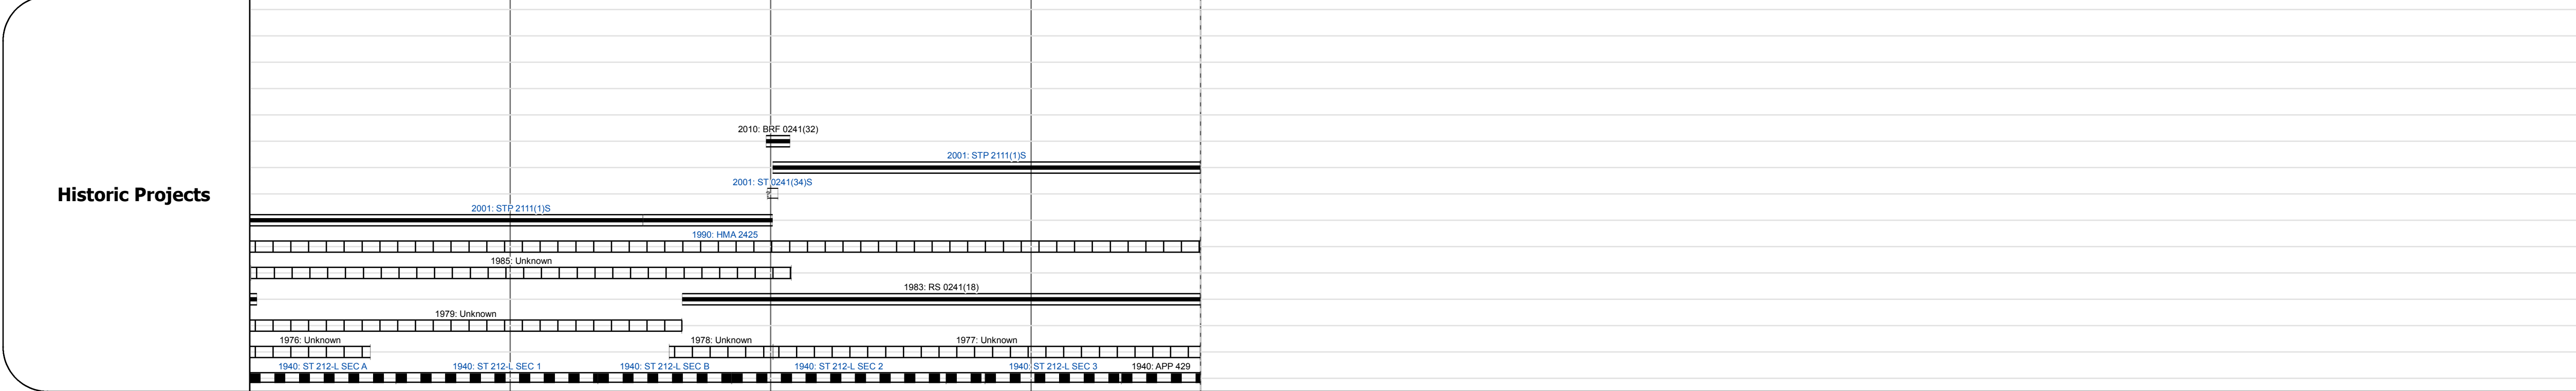 2010: BRF 0241(32)
2001: STP 2111(1)S
2001: ST 0241(34)S
Historic Projects
2001: STP 2111(1)S
1990: HMA 2425
1985: Unknown
1983: RS 0241(18)
1979: Unknown
1976: Unknown 1978: Unknown 1977: Unknown
1940: ST 212-L SEC A 1940: ST 212-L SEC 1 1940: ST 212-L SEC B 1940: ST 212-L SEC 2 1940: ST 212-L SEC 3 1940: APP 429